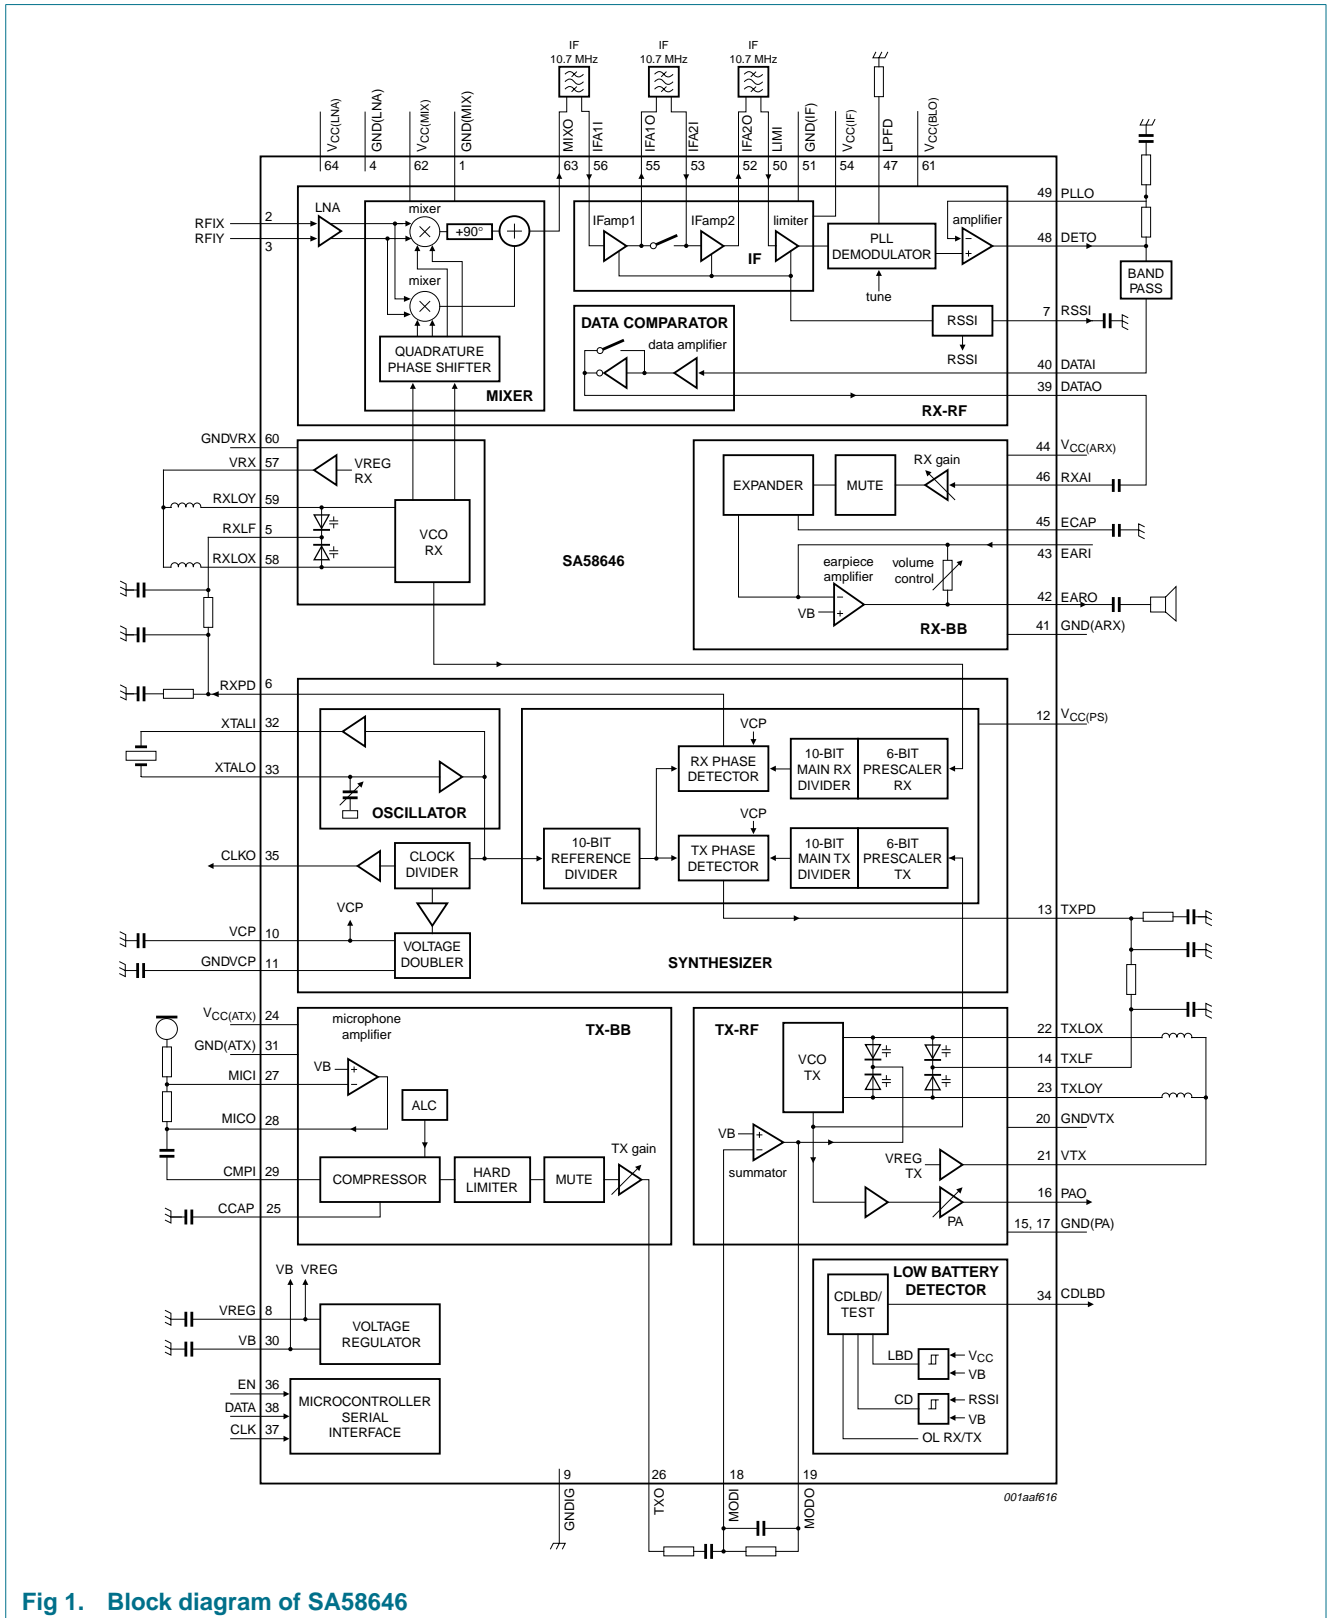 IF
10.7 MHz
IF
10.7 MHz
IF
10.7 MHz
VCC(LNA)
GND(LNA)
VCC(MIX)
GND(MIX)
MIXO
IFA1I
IFA1O
IFA2I
IFA2O
LIMI
GND(IF)
VCC(IF)
LPFD
VCC(BLO)
64
4
62
1
63
56
55
53
52
50
51
54
47
61
RFIX
2
RFIY
3
LNA
mixer
+90°
mixer
QUADRATURE
PHASE SHIFTER
MIXER
IFamp1
IFamp2
limiter
IF
PLL
DEMODULATOR
tune
amplifier
−
+
RSSI
RSSI
DATA COMPARATOR
data amplifier
RX-RF
49 PLLO
48 DETO
BAND
PASS
7 RSSI
40 DATAI
39 DATAO
GNDVRX 60
VRX 57
RXLOY 59
RXLF 5
RXLOX 58
VREG
RX
VCO
RX
SA58646
EXPANDER
MUTE
RX gain
earpiece
amplifier
volume
control
VB
−
+
RX-BB
44 VCC(ARX)
46 RXAI
45 ECAP
43 EARI
42 EARO
41 GND(ARX)
RXPD 6
XTALI 32
XTALO 33
OSCILLATOR
CLKO 35
CLOCK
DIVIDER
VCP
VCP 10
GNDVCP 11
VOLTAGE
DOUBLER
VCP
RX PHASE
DETECTOR
10-BIT
MAIN RX
DIVIDER
6-BIT
PRESCALER
RX
10-BIT
REFERENCE
DIVIDER
VCP
TX PHASE
DETECTOR
10-BIT
MAIN TX
DIVIDER
6-BIT
PRESCALER
TX
SYNTHESIZER
12 VCC(PS)
13 TXPD
VCC(ATX) 24
GND(ATX) 31
MICI 27
MICO 28
CMPI 29
CCAP 25
microphone
amplifier
VB
+
−
ALC
COMPRESSOR
HARD
LIMITER
MUTE
TX gain
TX-BB
TX-RF
VCO
TX
VB
+
−
summator
VREG
TX
PA
22 TXLOX
14 TXLF
23 TXLOY
20 GNDVTX
21 VTX
16 PAO
15, 17 GND(PA)
VB VREG
VREG 8
VB 30
VOLTAGE
REGULATOR
EN 36
DATA 38
CLK 37
MICROCONTROLLER
SERIAL
INTERFACE
LOW BATTERY
DETECTOR
CDLBD/
TEST
LBD
VCC
VB
CD
RSSI
VB
OL RX/TX
34 CDLBD
9
26
18
19
GNDIG
TXO
MODI
MODO
001aaf616
Fig 1. Block diagram of SA58646